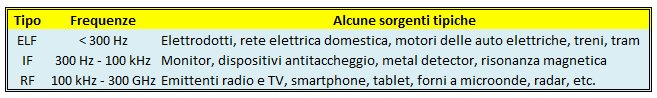 Tipo Frequenze Alcune sorgenti tipiche
ELF < 300 Hz Elettrodotti, rete elettrica domestica, motori delle auto elettriche, treni, tram
IF 300 Hz - 100 kHz Monitor, dispositivi antitaccheggio, metal detector, risonanza magnetica
RF 100 kHz - 300 GHz Emittenti radio e TV, smartphone, tablet, forni a microonde, radar, etc.